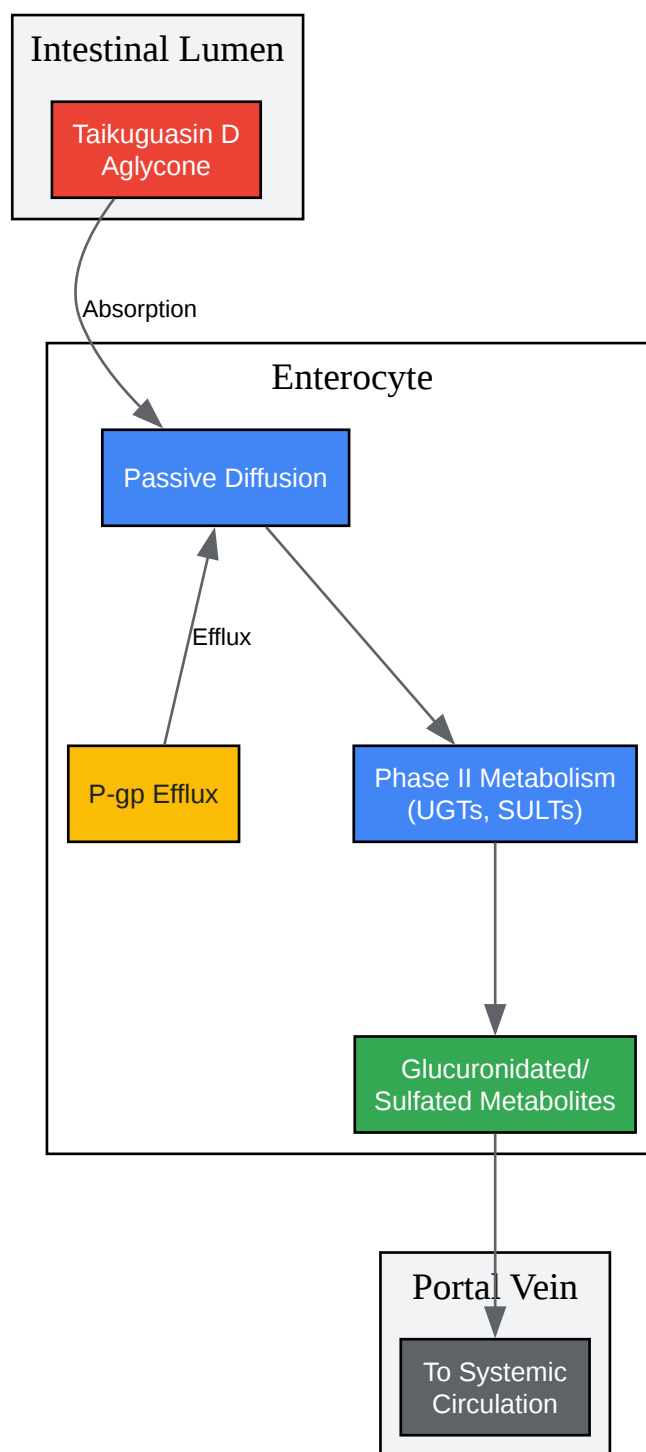 Intestinal Lumen
Taikuguasin D
Aglycone
Absorption
Enterocyte
Passive Diffusion
Efflux
P-gp Efflux
Phase II Metabolism
(UGTs, SULTs)
Glucuronidated/
Sulfated Metabolites
Portal Vein
To Systemic
Circulation